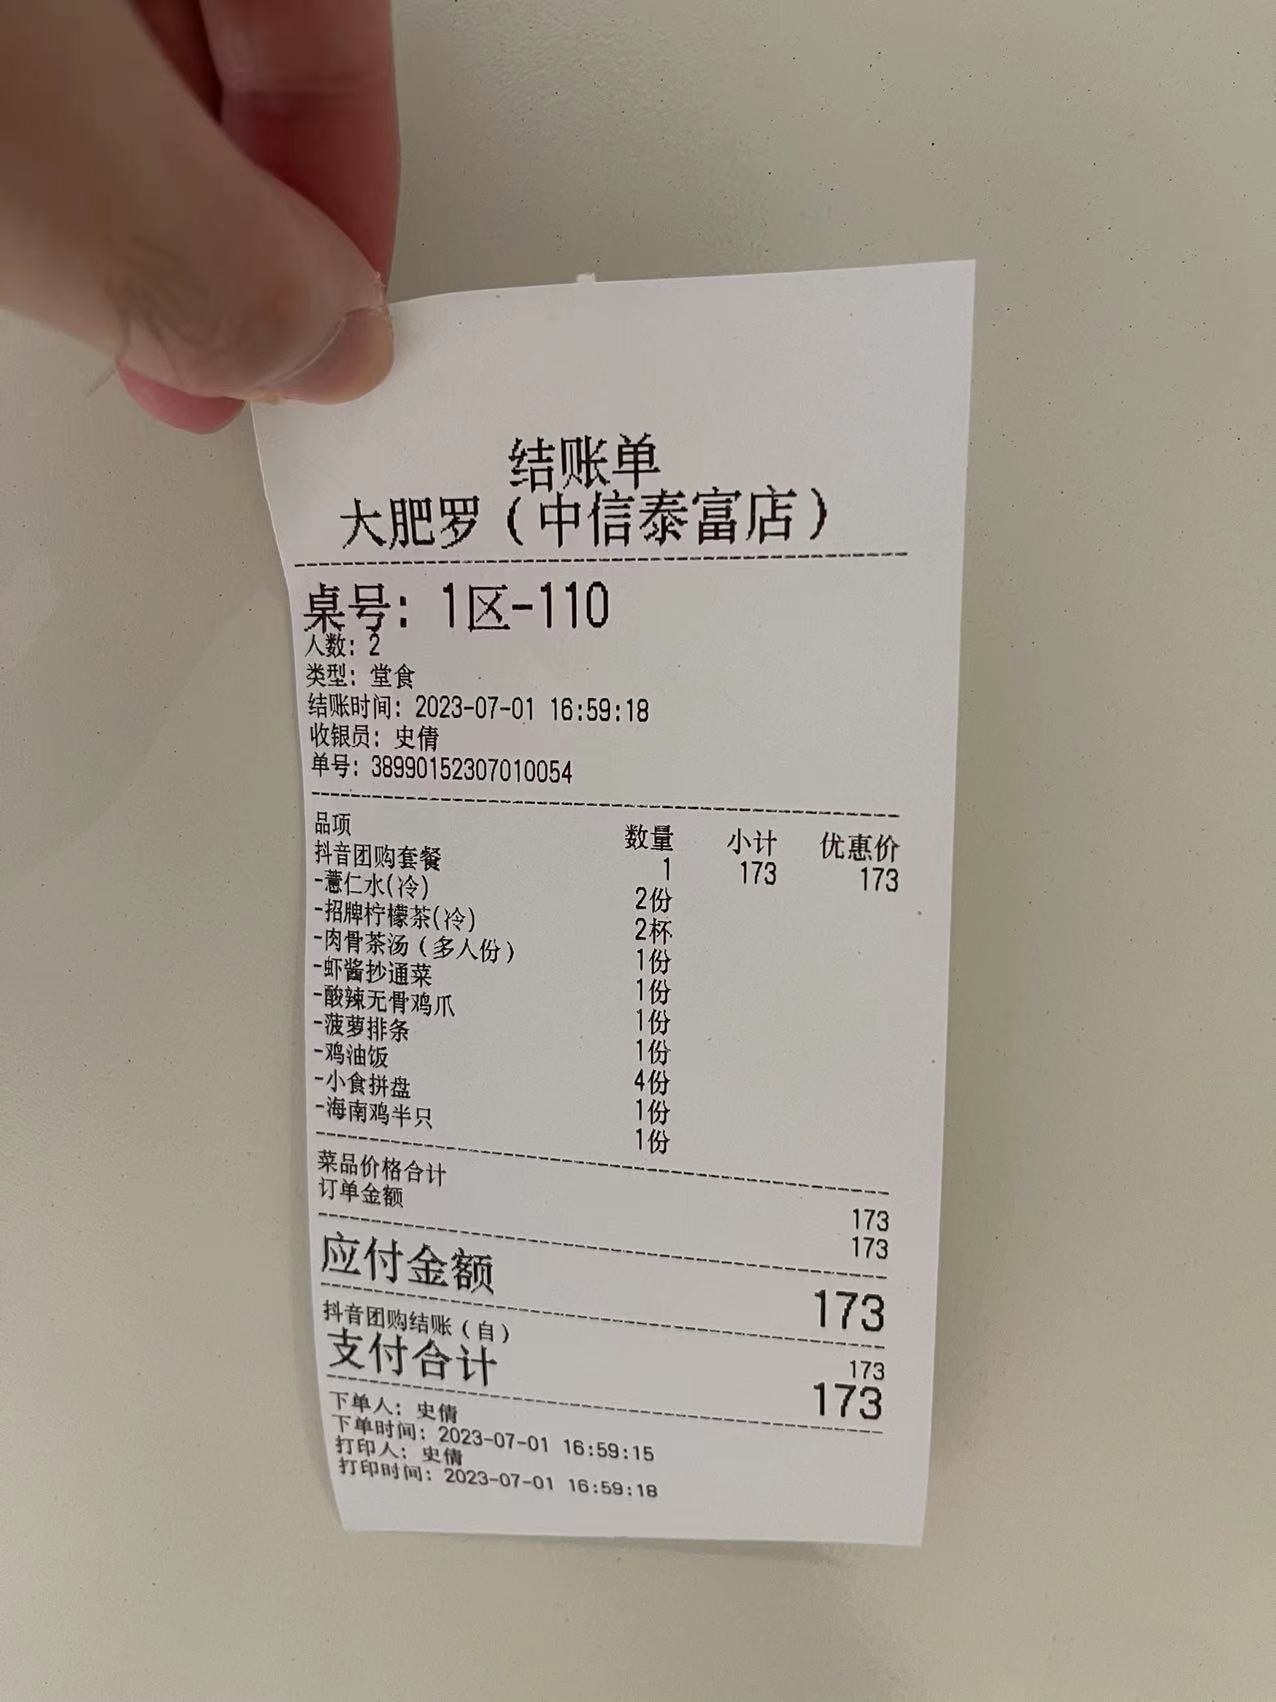 结账单
大肥罗（中信泰富店）
桌号: 1区-110
人数: 2
类型: 堂食
结账时间: 2023-07-01 16:59:18
收银员: 史倩
单号: 38990152307010054
品项 数量 小计 优惠价
抖音团购套餐 1 173 173
-薏仁水(冷) 2份
-招牌柠檬茶(冷) 2杯
-肉骨茶汤（多人份） 1份
-虾酱抄通菜 1份
-酸辣无骨鸡爪 1份
-菠萝排条 1份
-鸡油饭 4份
-小食拼盘 1份
-海南鸡半只 1份
菜品价格合计 173
订单金额 173
应付金额 173
抖音团购结账（自） 173
支付合计 173
下单人: 史倩
下单时间: 2023-07-01 16:59:15
打印人: 史倩
打印时间: 2023-07-01 16:59:18